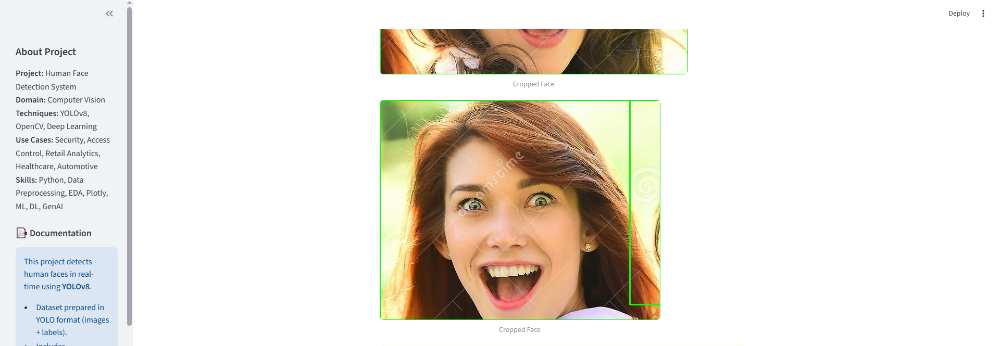 Deploy
About Project
Project: Human Face
Detection System
Domain: Computer Vision
Techniques: YOLOv8,
OpenCV, Deep Learning
Use Cases: Security, Access
Control, Retail Analytics,
Healthcare, Automotive
Skills: Python, Data
Preprocessing, EDA, Plotly,
ML, DL, GenAI
Documentation
This project detects
human faces in real-
time using YOLOv8.
• Dataset prepared in
YOLO format (images
+ labels).
• Includes
Cropped Face
dreamstime
Cropped Face